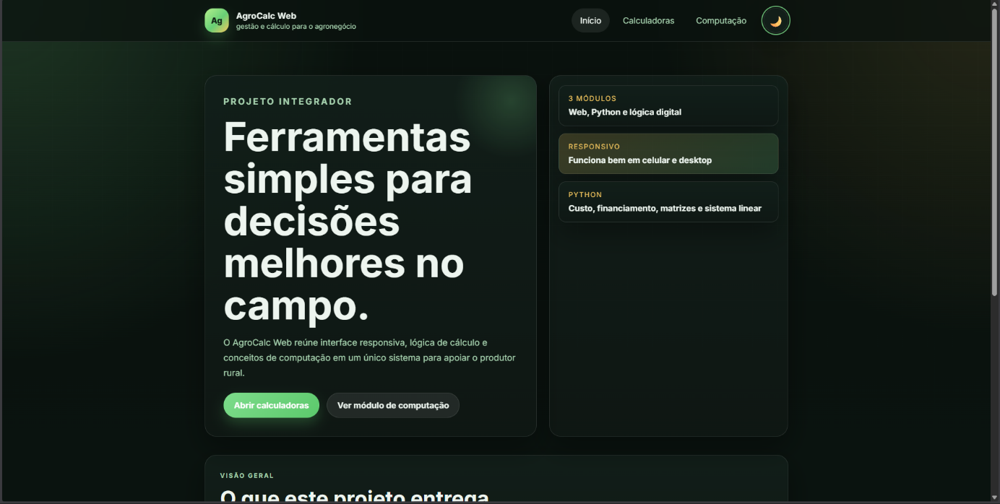 Ag
AgroCalc Web
gestão e cálculo para o agronegócio
Início
Calculadoras
Computação
PROJETO INTEGRADOR
Ferramentas
simples para
decisões
melhores no
campo.
O AgroCalc Web reúne interface responsiva, lógica de cálculo e
conceitos de computação em um único sistema para apoiar o produtor
rural.
Abrir calculadoras
Ver módulo de computação
3 MÓDULOS
Web, Python e lógica digital
RESPONSIVO
Funciona bem em celular e desktop
PYTHON
Custo, financiamento, matrizes e sistema linear
VISÃO GERAL
O que este projeto entrega